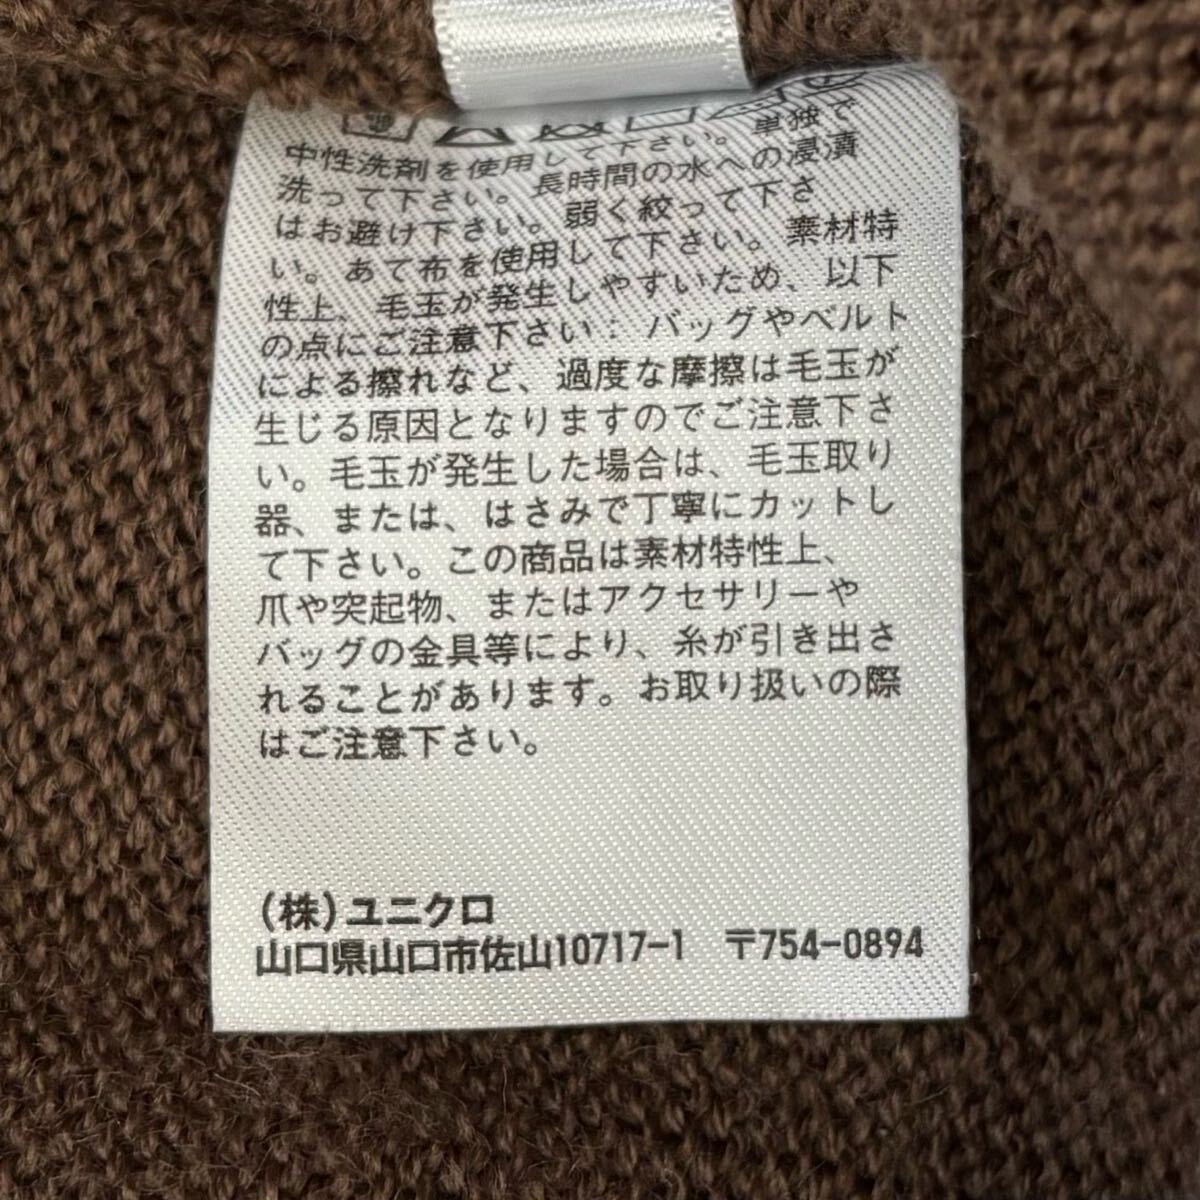 中性洗剤を使用して下さい。単独で
洗って下さい。長時間の水への浸漬
はお避け下さい。弱く絞って下さ
い。あて布を使用して下さい。素材特
性上、毛玉が発生しやすいため、以下
の点にご注意下さい：バッグやベルト
による擦れなど、過度な摩擦は毛玉が
生じる原因となりますのでご注意下さ
い。毛玉が発生した場合は、毛玉取り
器、または、はさみで丁寧にカットし
て下さい。この商品は素材特性上、
爪や突起物、またはアクセサリーや
バッグの金具等により、糸が引き出さ
れることがあります。お取り扱いの際
はご注意下さい。
(株)ユニクロ
山口県山口市佐山10717-1 〒754-0894